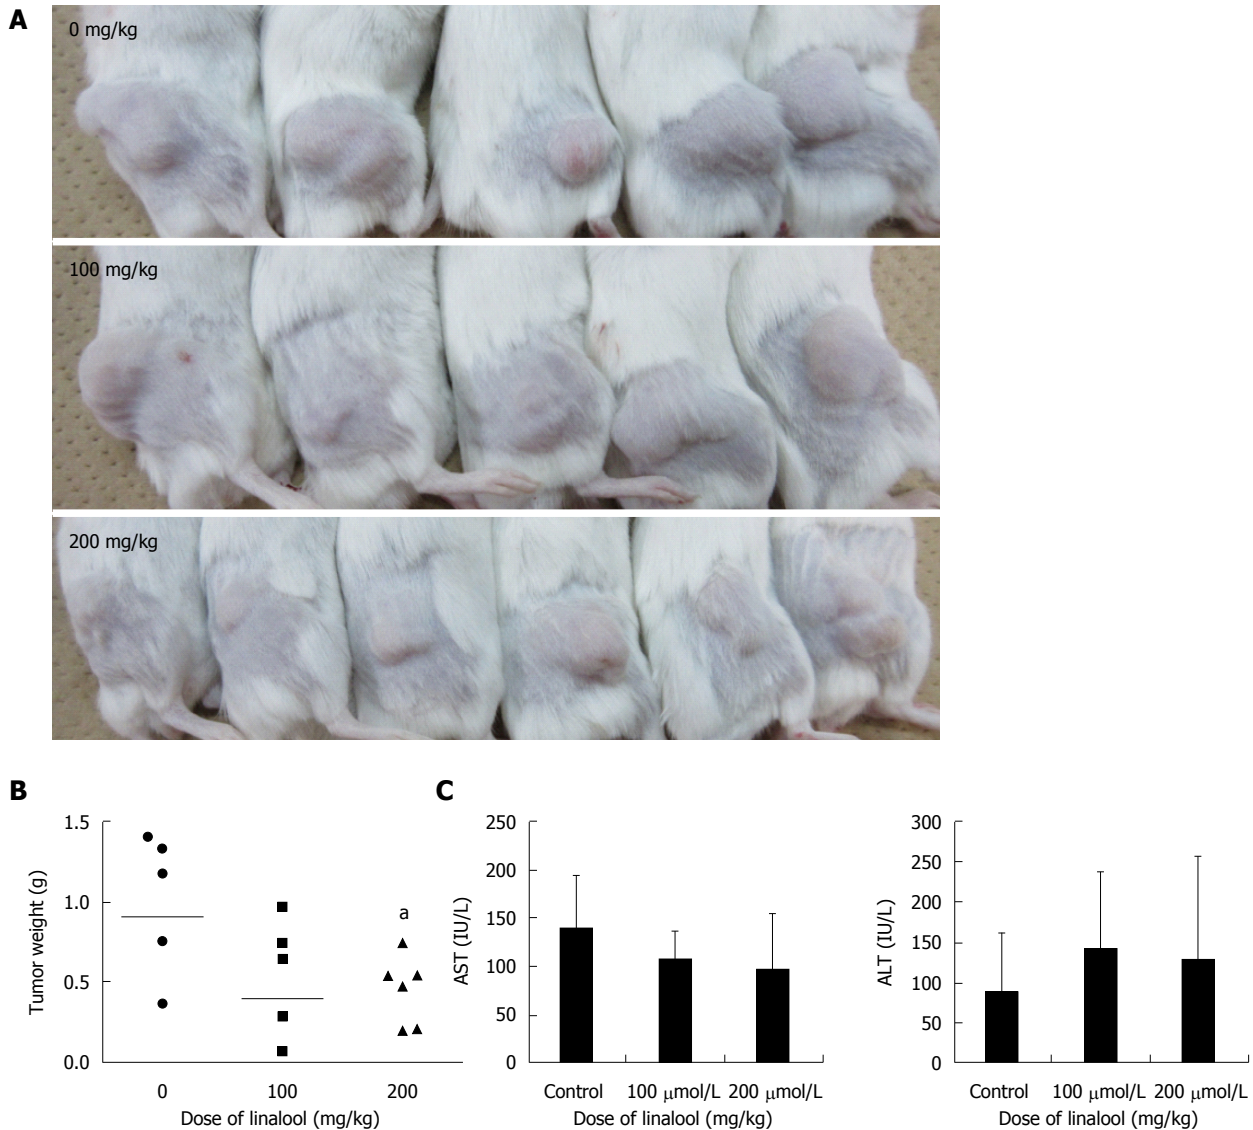 A
0 mg/kg
100 mg/kg
200 mg/kg
B
Tumor weight (g)
1.5
1.0
0.5
0.0
a
0
100
200
Dose of linalool (mg/kg)
C
AST (IU/L)
250
200
150
100
50
0
Control
100 μmol/L
200 μmol/L
Dose of linalool (mg/kg)
ALT (IU/L)
300
250
200
150
100
50
0
Control
100 μmol/L
200 μmol/L
Dose of linalool (mg/kg)